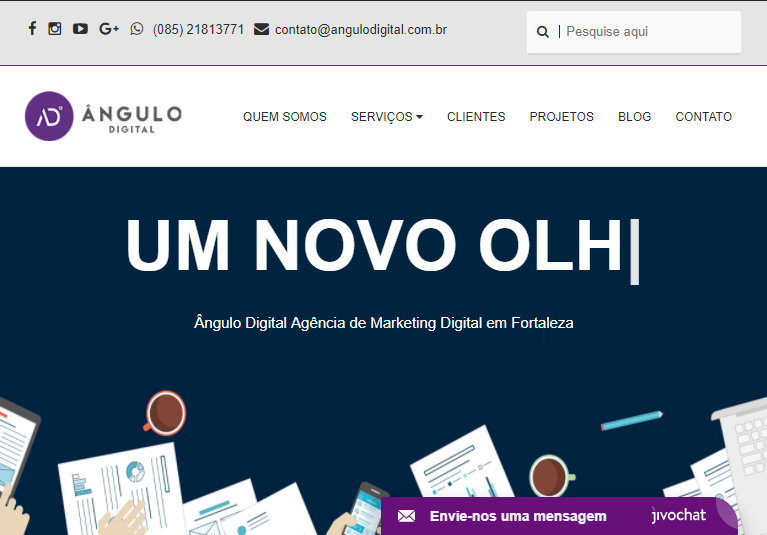 (085) 21813771 contato@angulodigital.com.br
Pesquise aqui
AD° ÂNGULO
DIGITAL
QUEM SOMOS SERVIÇOS CLIENTES PROJETOS BLOG CONTATO
UM NOVO OLH
Ângulo Digital Agência de Marketing Digital em Fortaleza
Envie-nos uma mensagem
jivochat